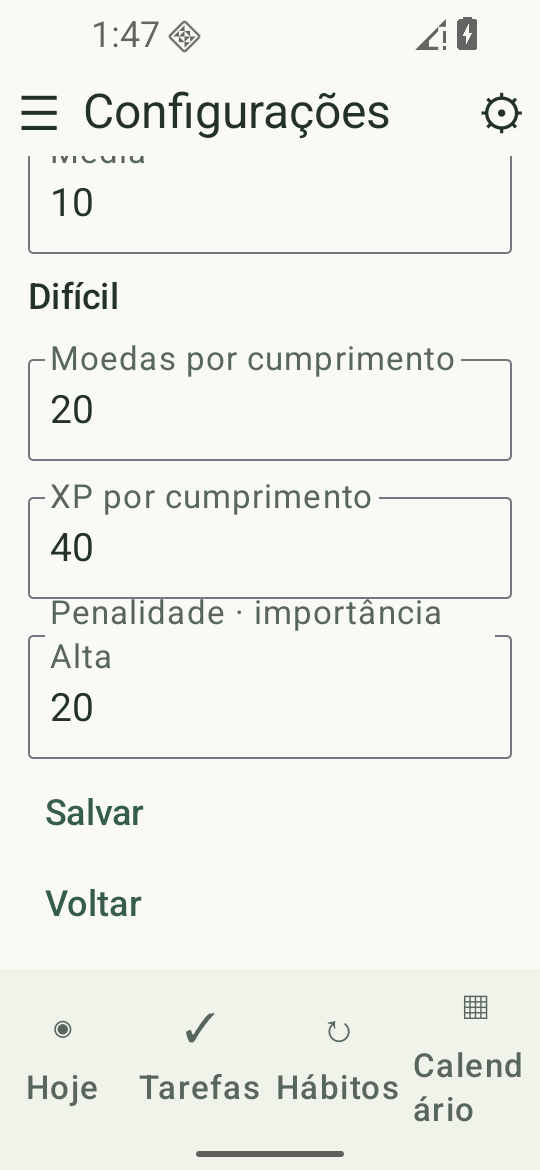 1:47
Configurações
Média
10
Difícil
Moedas por cumprimento
20
XP por cumprimento
40
Penalidade · importância
Alta
20
Salvar
Voltar
Hoje
Tarefas
Hábitos
Calend
ário